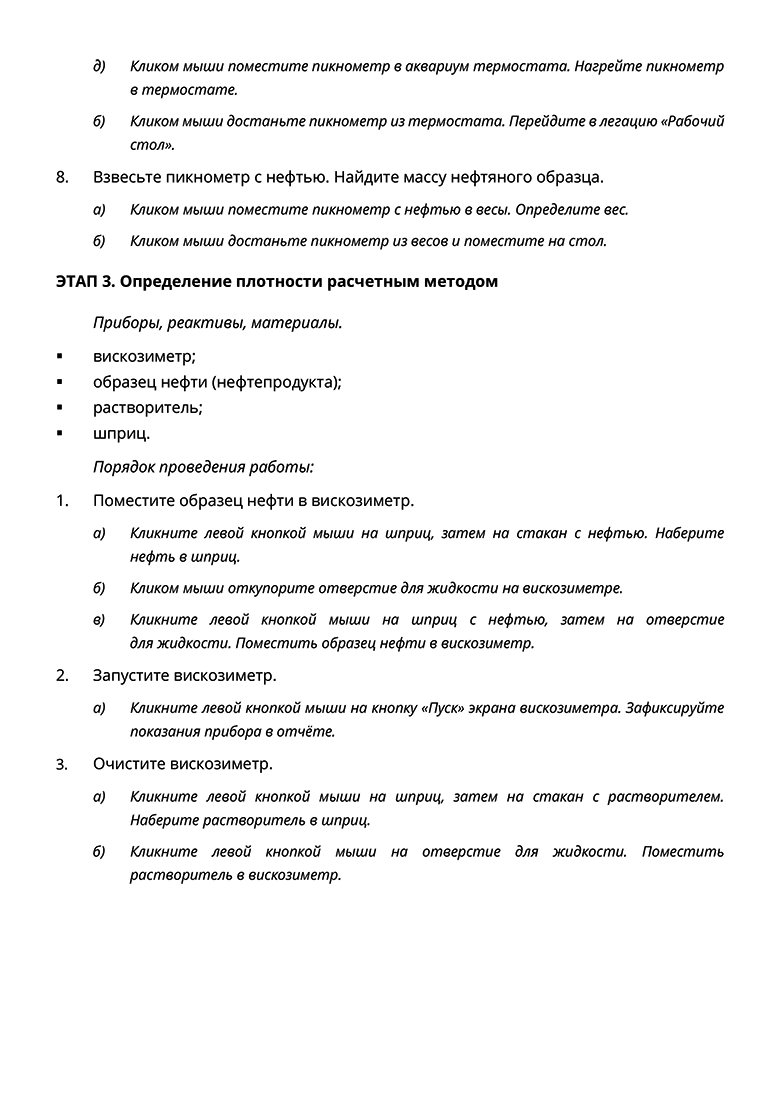 д) Кликом мыши поместите пикнометр в аквариум термостата. Нагрейте пикнометр
в термостате.
б) Кликом мыши достаньте пикнометр из термостата. Перейдите в легацию «Рабочий
стол».
8. Взвесьте пикнометр с нефтью. Найдите массу нефтяного образца.
а) Кликом мыши поместите пикнометр с нефтью в весы. Определите вес.
б) Кликом мыши достаньте пикнометр из весов и поместите на стол.
ЭТАП 3. Определение плотности расчетным методом
Приборы, реактивы, материалы.
▪ вискозиметр;
▪ образец нефти (нефтепродукта);
▪ растворитель;
▪ шприц.
Порядок проведения работы:
1. Поместите образец нефти в вискозиметр.
а) Кликните левой кнопкой мыши на шприц, затем на стакан с нефтью. Наберите
нефть в шприц.
б) Кликом мыши откупорите отверстие для жидкости на вискозиметре.
в) Кликните левой кнопкой мыши на шприц с нефтью, затем на отверстие
для жидкости. Поместить образец нефти в вискозиметр.
2. Запустите вискозиметр.
а) Кликните левой кнопкой мыши на кнопку «Пуск» экрана вискозиметра. Зафиксируйте
показания прибора в отчёте.
3. Очистите вискозиметр.
а) Кликните левой кнопкой мыши на шприц, затем на стакан с растворителем.
Наберите растворитель в шприц.
б) Кликните левой кнопкой мыши на отверстие для жидкости. Поместить
растворитель в вискозиметр.